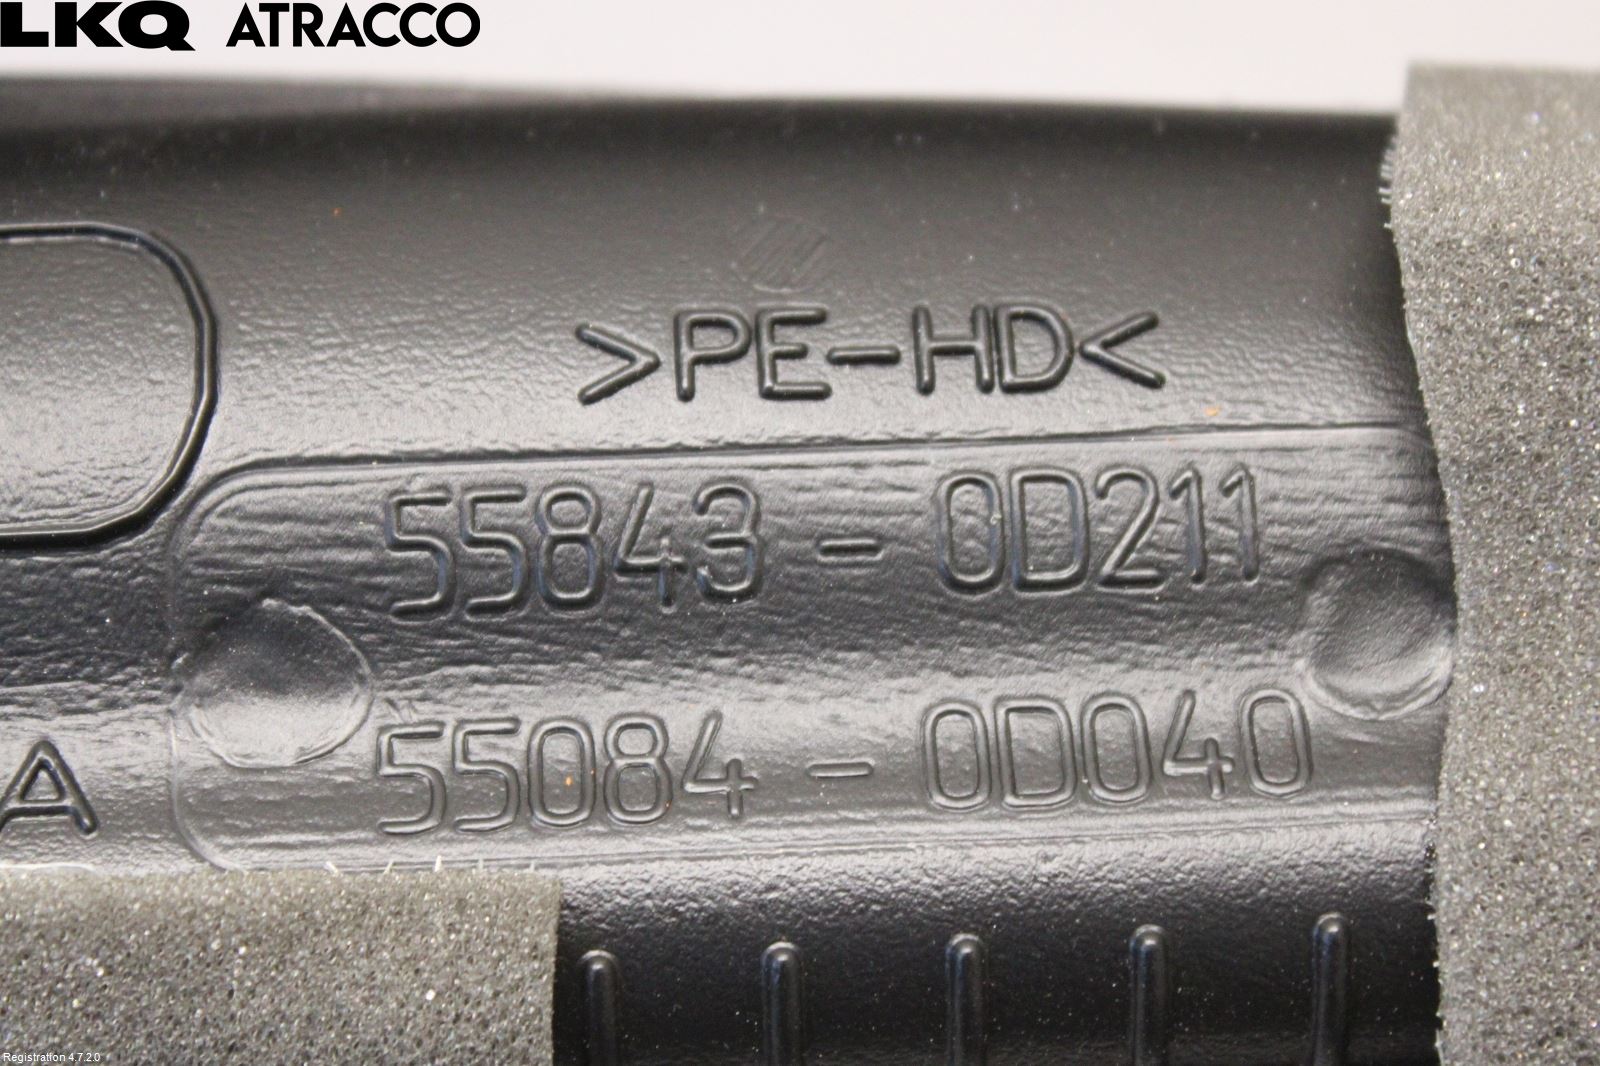 LKQ ATRACCO
>PE-HD<
55843 - 0D211
55084 - 0D040
A
Registration 4.7.2.0